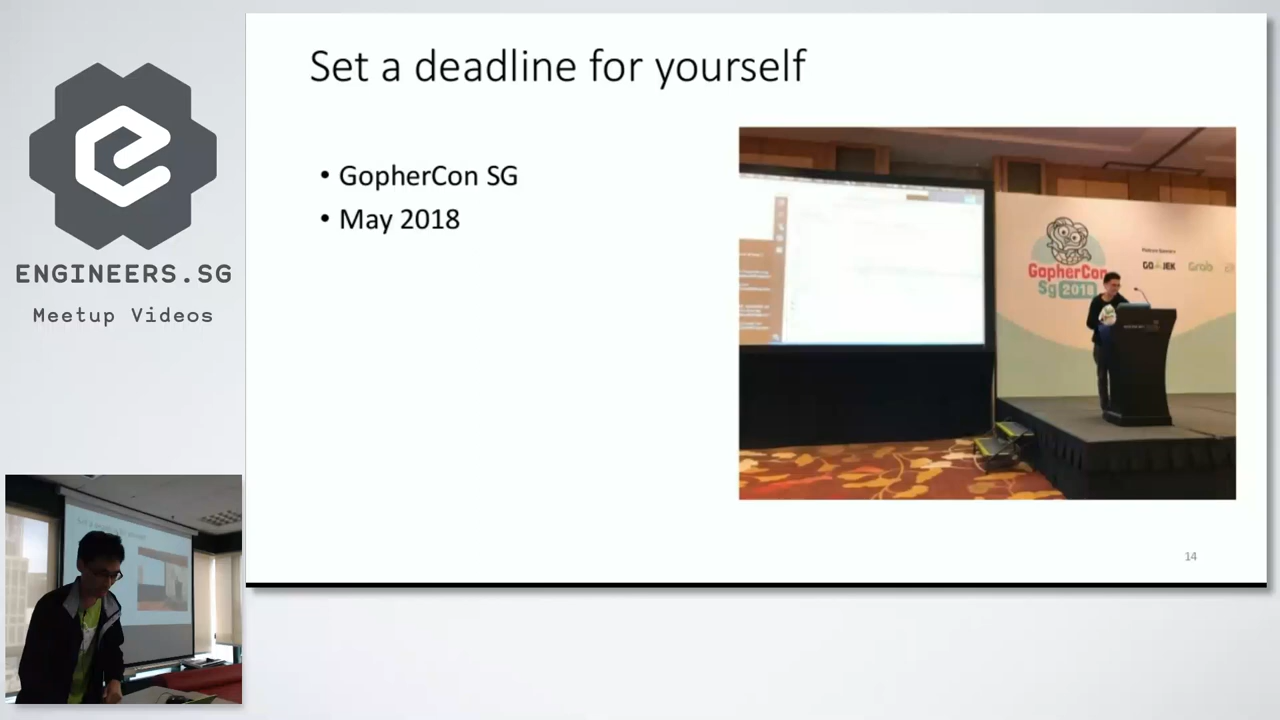 ENGINEERS.SG
Meetup Videos
Set a deadline for yourself
• GopherCon SG
• May 2018
GopherCon
Sg 2018
GO JEK
Grab
14